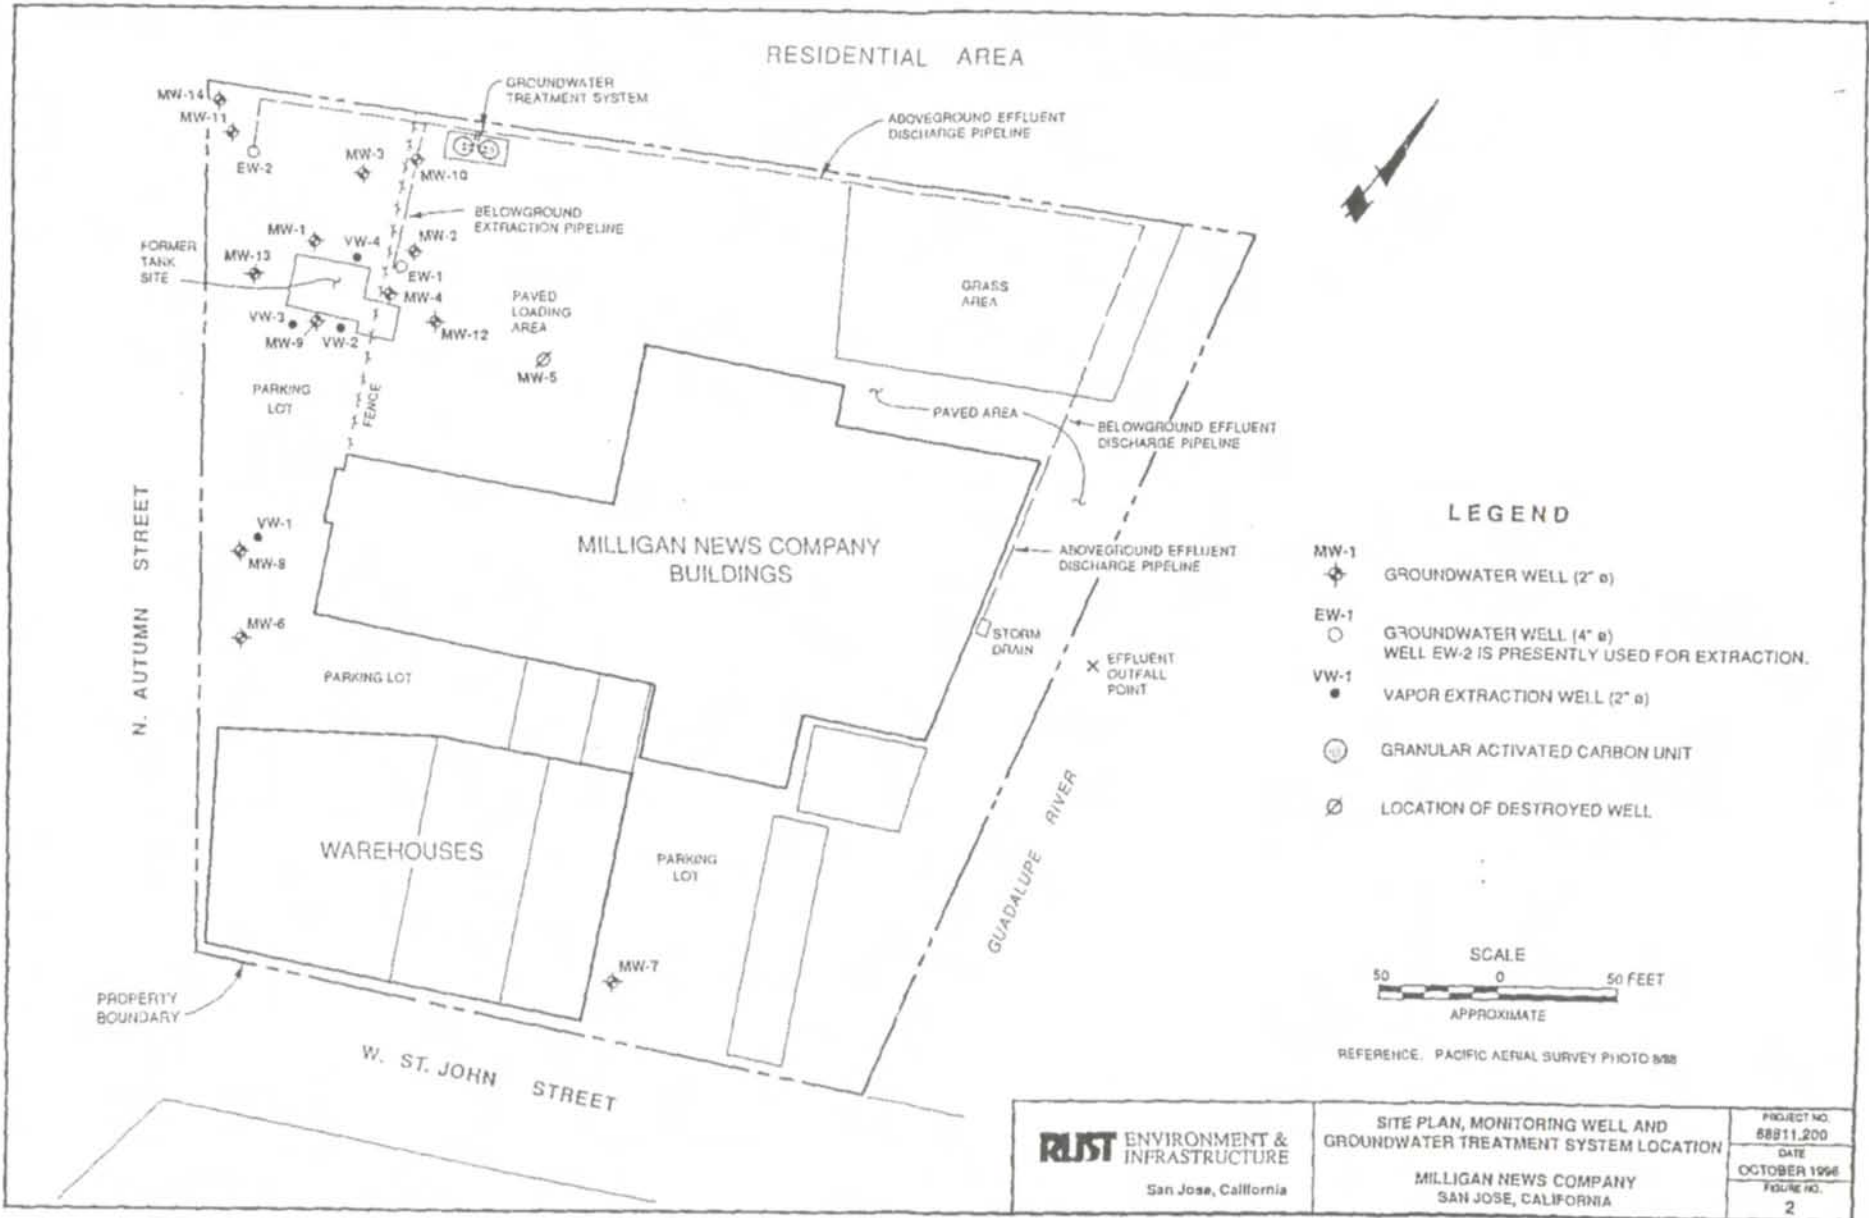 RESIDENTIAL AREA
GROUNDWATER
TREATMENT SYSTEM
ABOVEGROUND EFFLUENT
DISCHARGE PIPELINE
MW-14
MW-11
EW-2
MW-3
MW-10
BELOWGROUND
EXTRACTION PIPELINE
MW-1
VW-4
MW-2
FORMER
TANK
SITE
MW-13
EW-1
MW-4
PAVED
LOADING
AREA
GRASS
AREA
VW-3
MW-9
VW-2
MW-12
MW-5
PARKING
LOT
FENCE
PAVED AREA
BELOWGROUND EFFLUENT
DISCHARGE PIPELINE
N. AUTUMN STREET
VW-1
MW-8
MILLIGAN NEWS COMPANY
BUILDINGS
ABOVEGROUND EFFLUENT
DISCHARGE PIPELINE
MW-6
STORM
DRAIN
EFFLUENT
OUTFALL
POINT
PARKING LOT
WAREHOUSES
PARKING
LOT
GUADALUPE RIVER
MW-7
PROPERTY
BOUNDARY
W. ST. JOHN STREET
LEGEND
MW-1
GROUNDWATER WELL (2" ø)
EW-1
GROUNDWATER WELL (4" ø)
WELL EW-2 IS PRESENTLY USED FOR EXTRACTION.
VW-1
VAPOR EXTRACTION WELL (2" ø)
GRANULAR ACTIVATED CARBON UNIT
LOCATION OF DESTROYED WELL
SCALE
50 0 50 FEET
APPROXIMATE
REFERENCE: PACIFIC AERIAL SURVEY PHOTO
RUST ENVIRONMENT &
INFRASTRUCTURE
San Jose, California
SITE PLAN, MONITORING WELL AND
GROUNDWATER TREATMENT SYSTEM LOCATION
MILLIGAN NEWS COMPANY
SAN JOSE, CALIFORNIA
PROJECT NO.
68811.200
DATE
OCTOBER 1996
FIGURE NO.
2